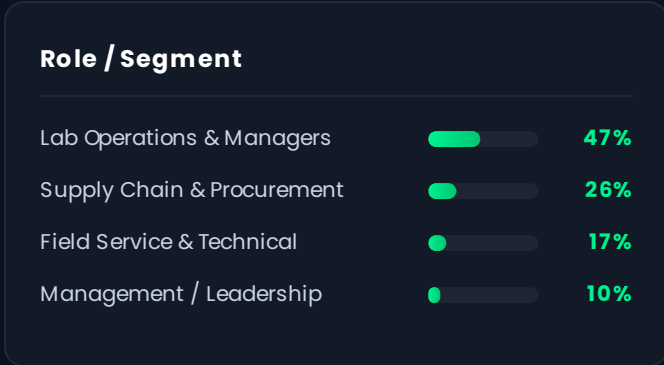 Role / Segment
Lab Operations & Managers 47%
Supply Chain & Procurement 26%
Field Service & Technical 17%
Management / Leadership 10%